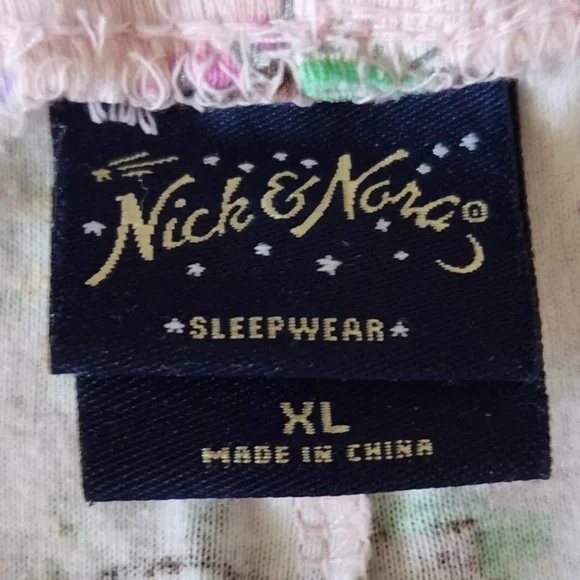 Nick & Nora®
SLEEPWEAR
XL
MADE IN CHINA